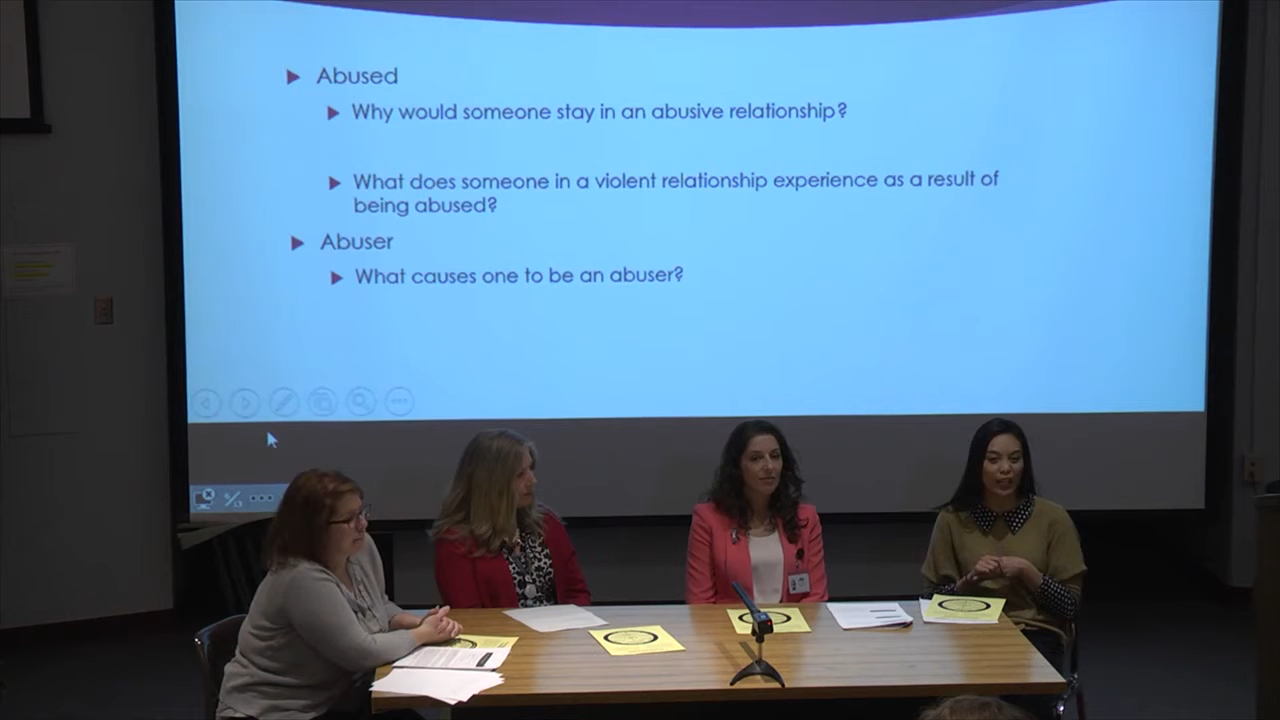 Abused
Why would someone stay in an abusive relationship?
What does someone in a violent relationship experience as a result of
being abused?
Abuser
What causes one to be an abuser?